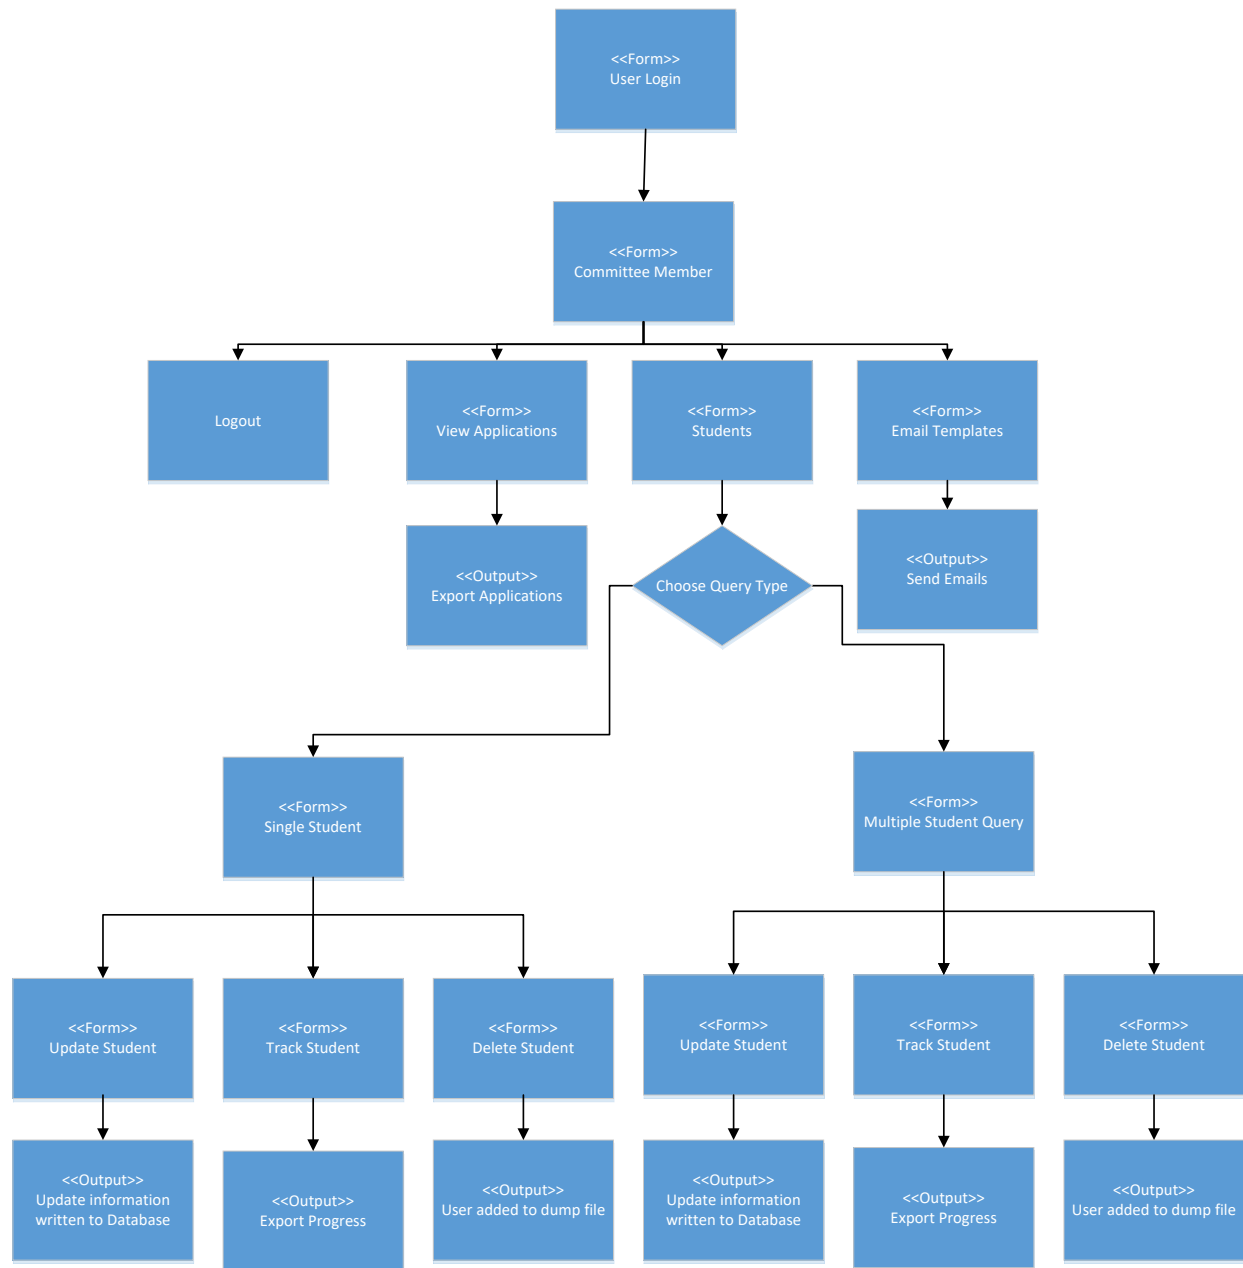 <<Form>>
User Login
<<Form>>
Committee Member
Logout
<<Form>>
View Applications
<<Form>>
Students
<<Form>>
Email Templates
<<Output>>
Export Applications
Choose Query Type
<<Output>>
Send Emails
<<Form>>
Single Student
<<Form>>
Multiple Student Query
<<Form>>
Update Student
<<Form>>
Track Student
<<Form>>
Delete Student
<<Form>>
Update Student
<<Form>>
Track Student
<<Form>>
Delete Student
<<Output>>
Update information
written to Database
<<Output>>
Export Progress
<<Output>>
User added to dump file
<<Output>>
Update information
written to Database
<<Output>>
Export Progress
<<Output>>
User added to dump file